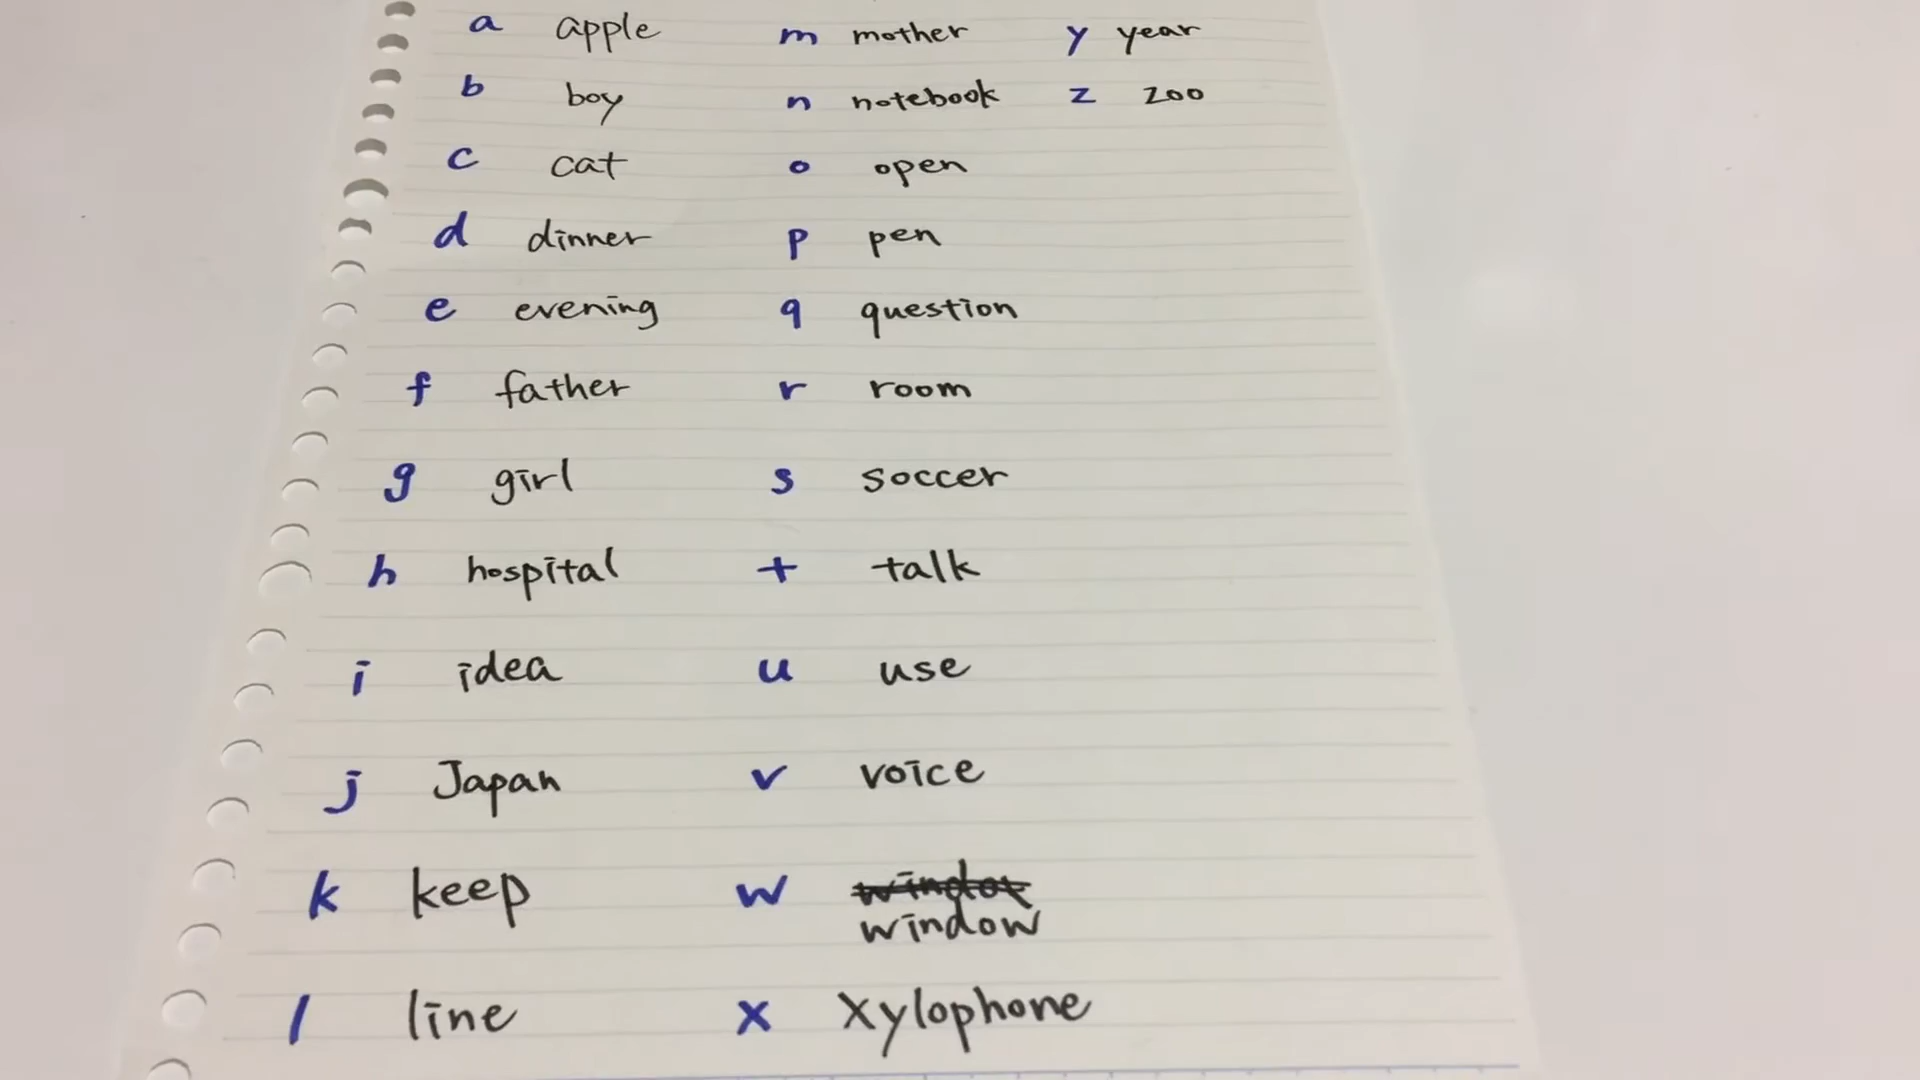 a apple m mother y year
b boy n notebook z zoo
c cat o open
d dinner p pen
e evening q question
f father r room
g girl s soccer
h hospital t talk
i idea u use
j Japan v voice
k keep w
window
l line x xylophone